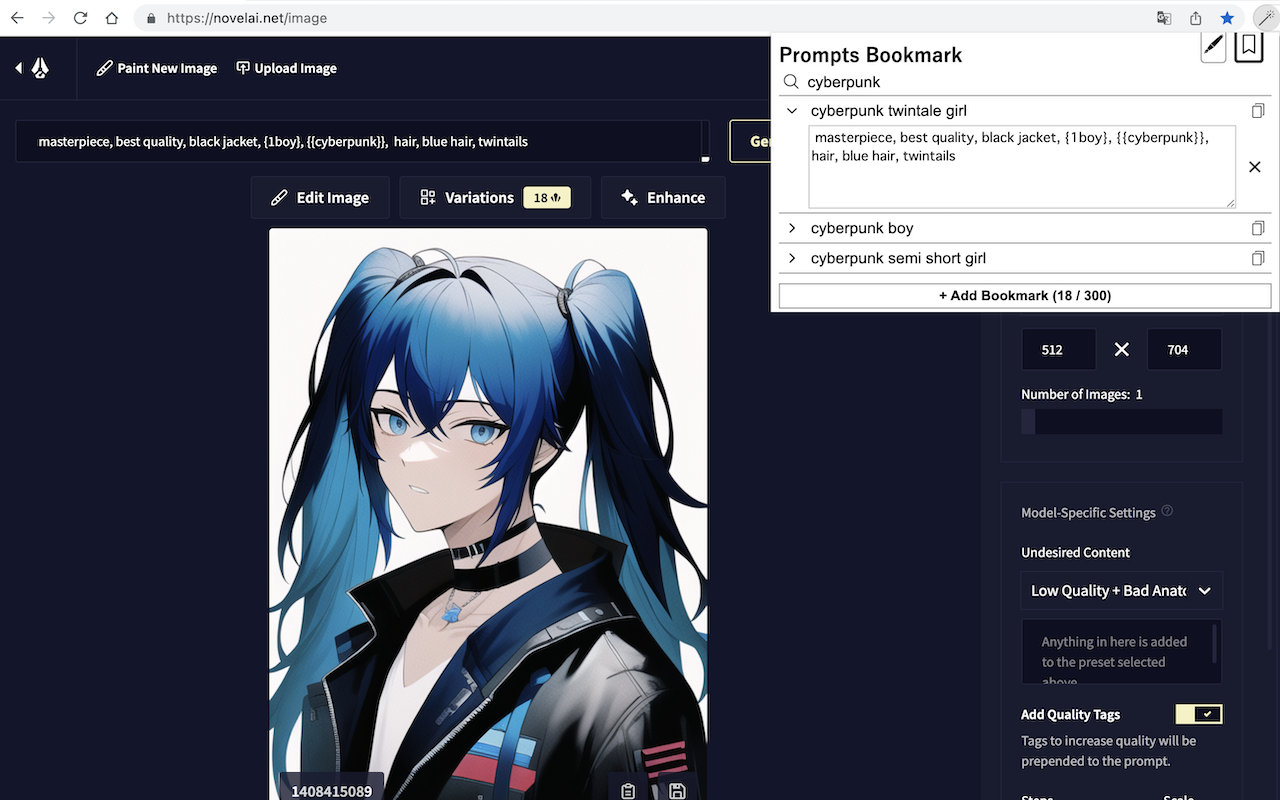 https://novelai.net/image
Paint New Image
Upload Image
Prompts Bookmark
cyberpunk
cyberpunk twintale girl
masterpiece, best quality, black jacket, {1boy}, {{cyberpunk}},
hair, blue hair, twintails
cyberpunk boy
cyberpunk semi short girl
+ Add Bookmark (18 / 300)
masterpiece, best quality, black jacket, {1boy}, {{cyberpunk}},  hair, blue hair, twintails
Edit Image
Variations 18
Enhance
1408415089
512
704
Number of Images: 1
Model-Specific Settings
Undesired Content
Low Quality + Bad Anato
Anything in here is added
to the preset selected
above
Add Quality Tags
Tags to increase quality will be
prepended to the prompt.
Steps
Scale